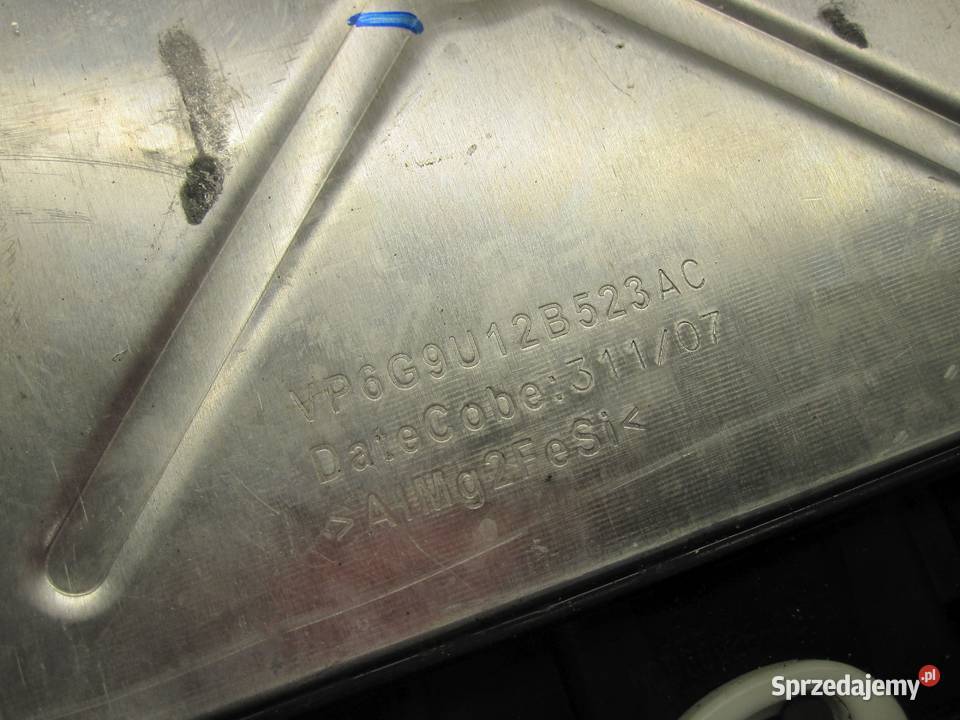 VP6G9U12B523AC
DateCobe:311/07
>AlMg2FeSi<
Sprzedajemy.pl